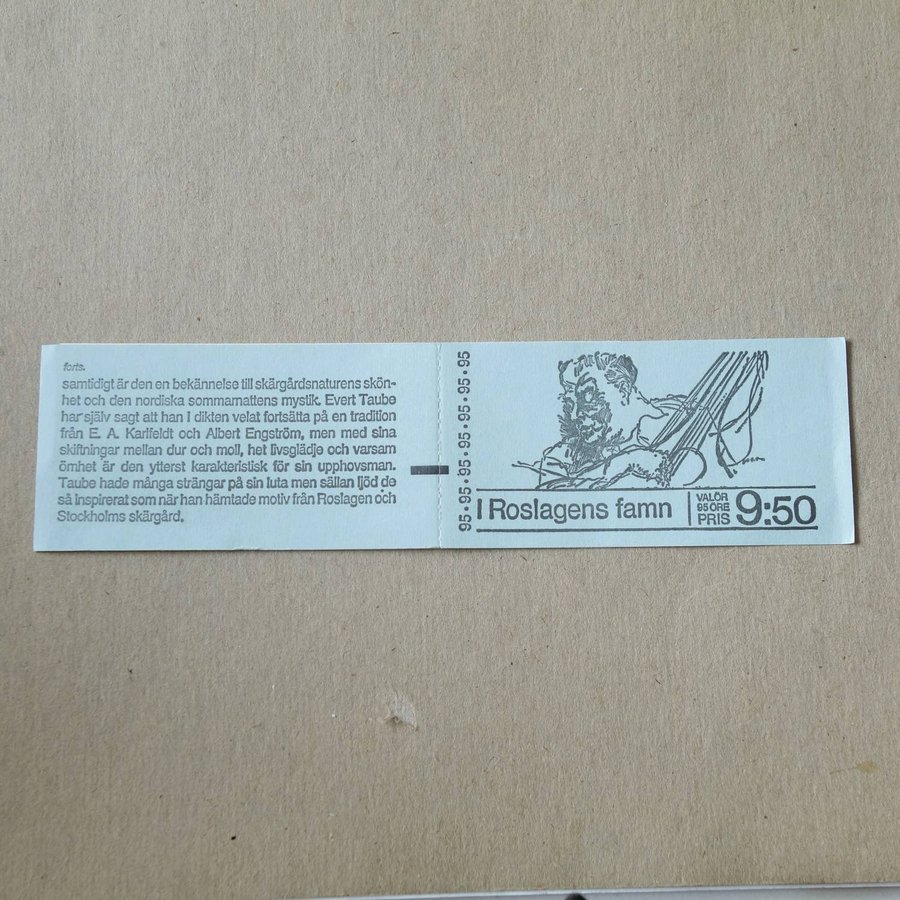 forts.
samtidigt är den en bekännelse till skärgårdsnaturens skön-
het och den nordiska sommarnattens mystik. Evert Taube
har själv sagt att han i dikten velat fortsätta på en tradition
från E. A. Karlfeldt och Albert Engström, men med sina
skiftningar mellan dur och moll, het livsglädje och varsam
ömhet är den ytterst karakteristisk för sin upphovsman.
Taube hade många strängar på sin luta men sällan ljöd de
så inspirerat som när han hämtade motiv från Roslagen och
Stockholms skärgård.
95·95·95·95·95·95·95
I Roslagens famn
VALÖR
95 ÖRE
PRIS
9:50